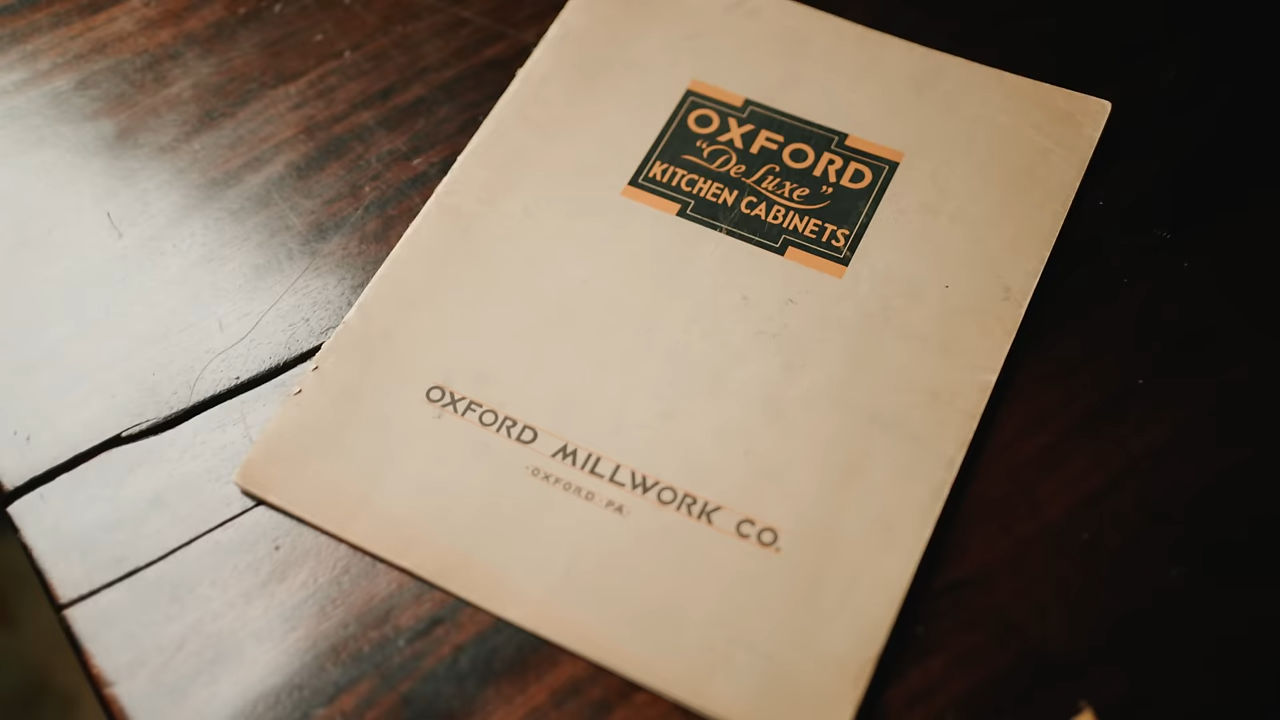 OXFORD
“De Luxe”
KITCHEN CABINETS
OXFORD MILLWORK CO.
·OXFORD·PA·